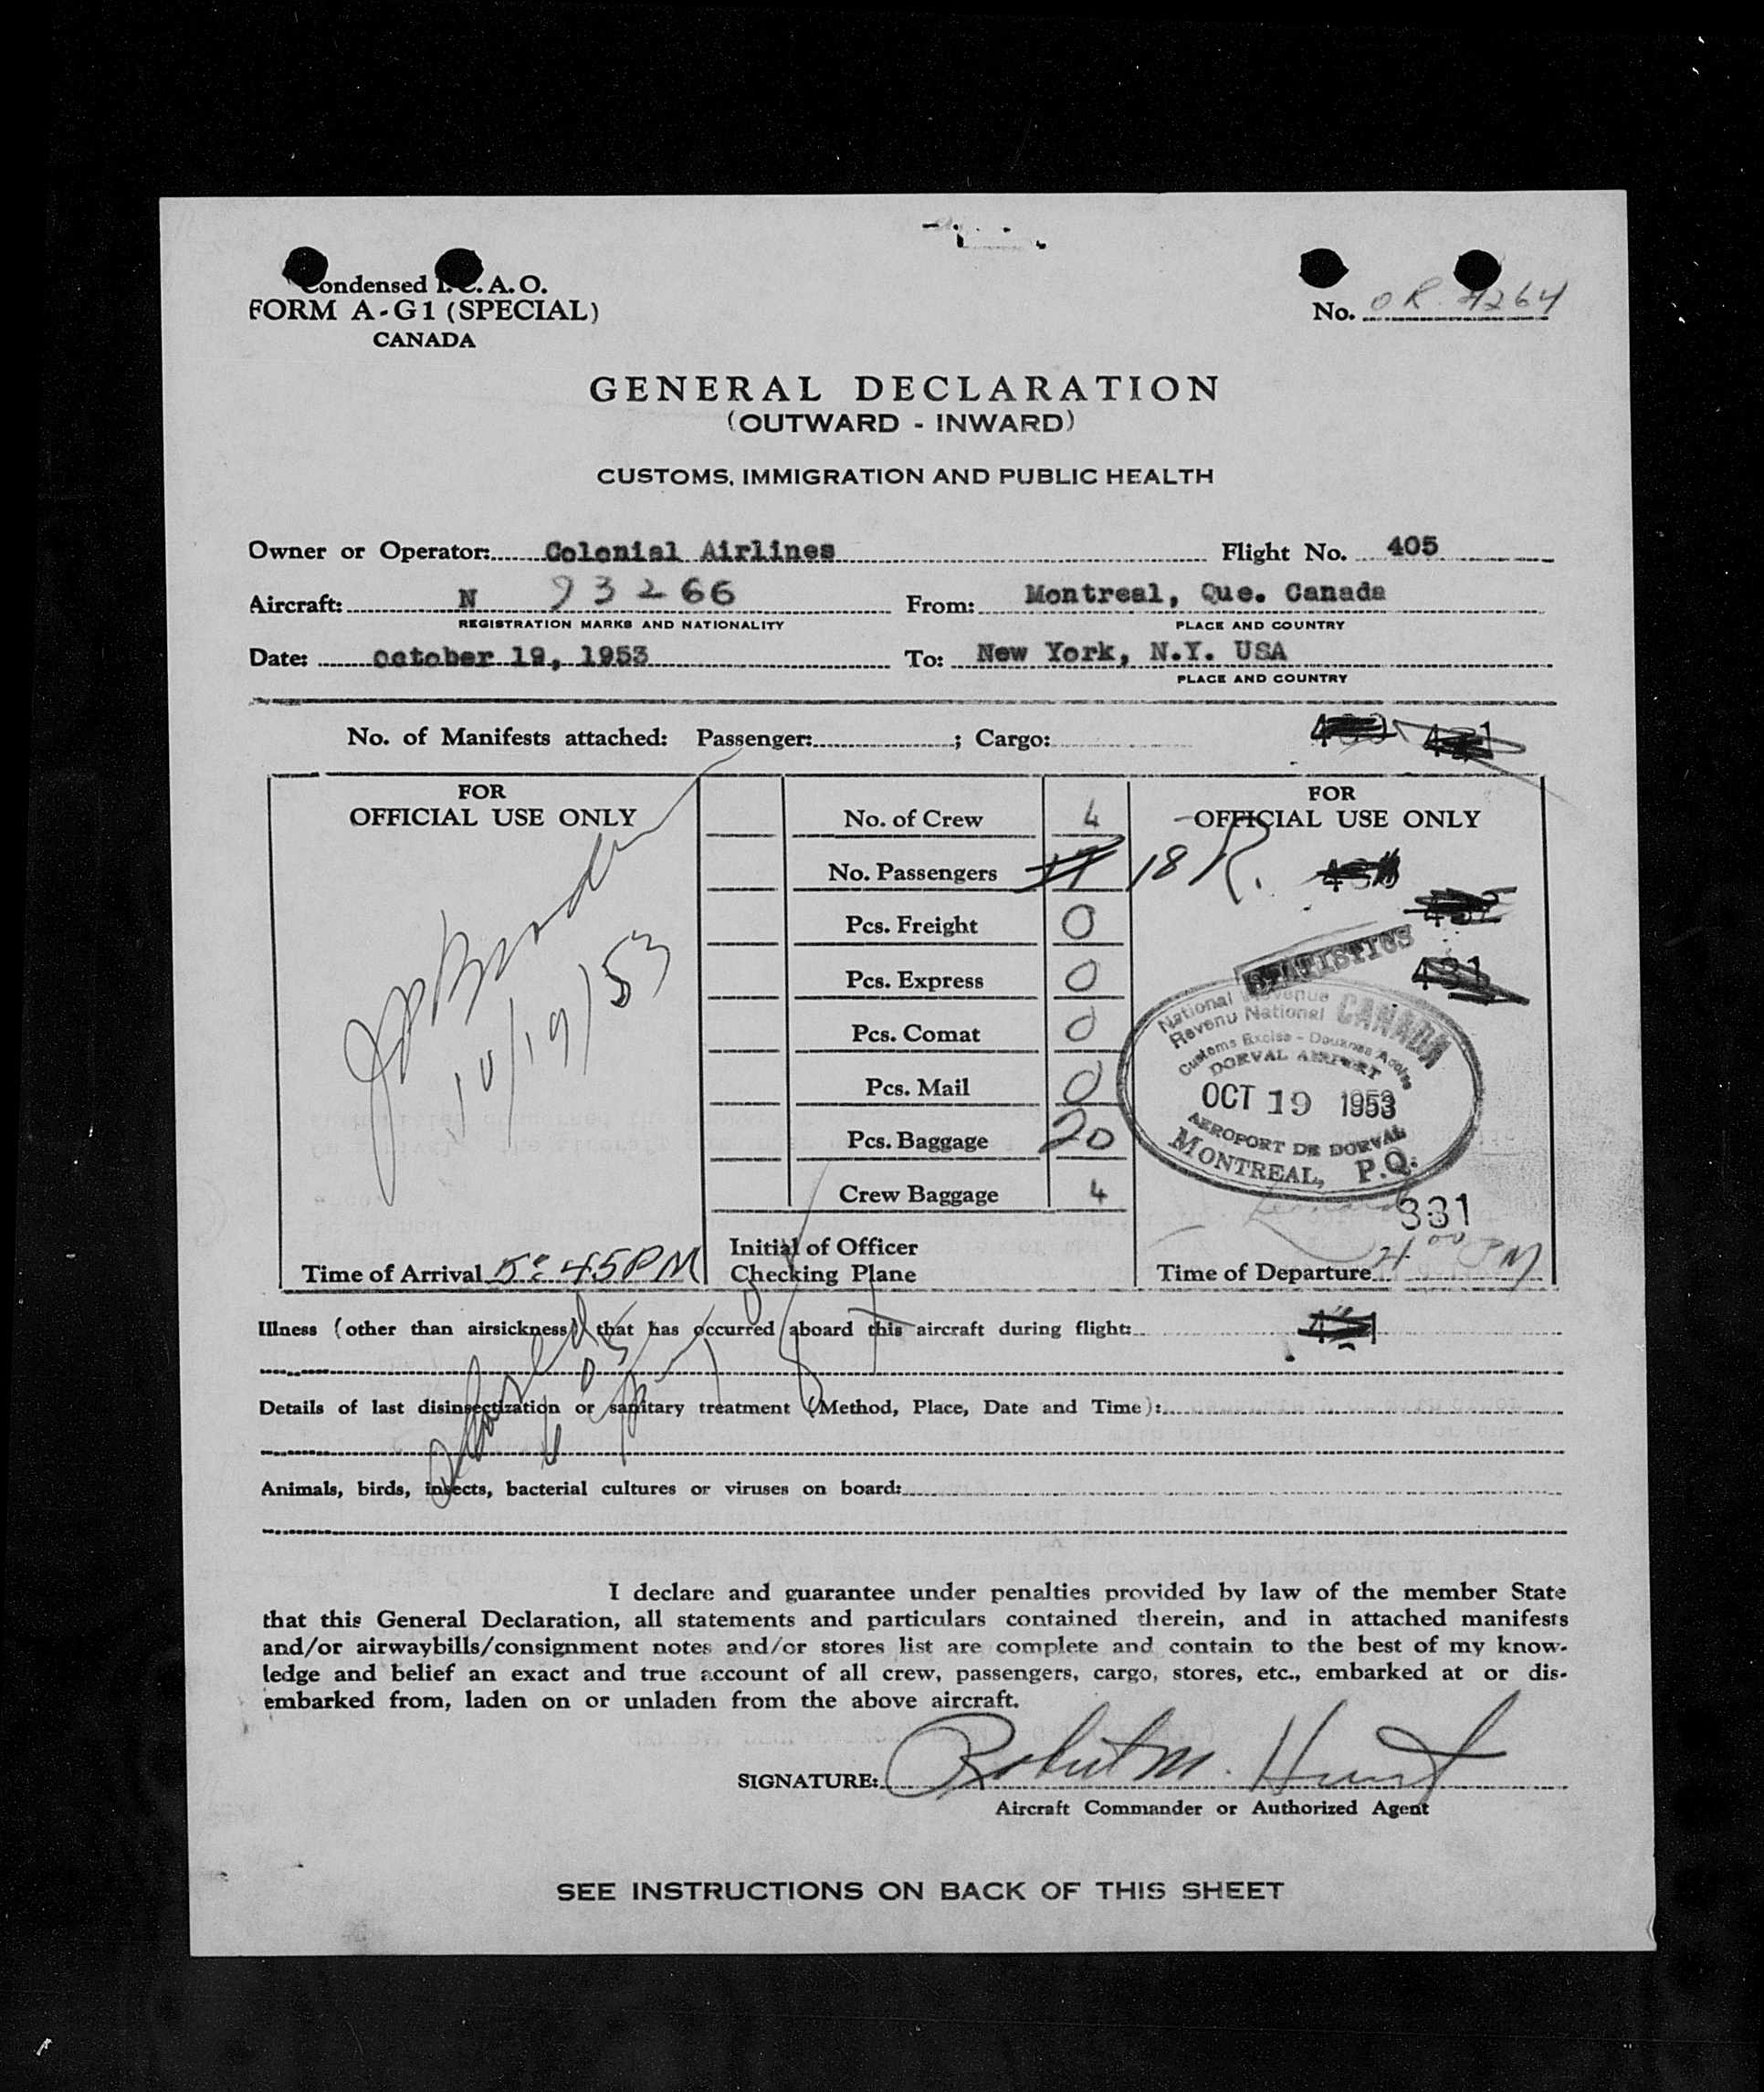 Condensed I.C.A.O.
FORM A-G1 (SPECIAL)
CANADA
No. OR 4264
GENERAL DECLARATION
(OUTWARD - INWARD)
CUSTOMS, IMMIGRATION AND PUBLIC HEALTH
Owner or Operator: Colonial Airlines Flight No. 405
Aircraft: N 93266 From: Montreal, Que. Canada
REGISTRATION MARKS AND NATIONALITY PLACE AND COUNTRY
Date: October 19, 1953 To: New York, N.Y. USA
PLACE AND COUNTRY
No. of Manifests attached: Passenger: ; Cargo:
FOR
OFFICIAL USE ONLY
10/19/53
Time of Arrival 5:45PM
No. of Crew 4
No. Passengers 17 18 R.
Pcs. Freight 0
Pcs. Express 0
Pcs. Comat 0
Pcs. Mail 0
Pcs. Baggage 20
Crew Baggage 4
Initial of Officer
Checking Plane
FOR
OFFICIAL USE ONLY
431
STATISTICS
National Revenue CANADA
Revenu National
Customs Excise - Douanes Accise
DORVAL AIRPORT
OCT 19 1953
AEROPORT DE DORVAL
MONTREAL, P.Q.
331
Time of Departure 4 00 PM
Illness (other than airsickness) that has occurred aboard this aircraft during flight:
Details of last disinsectization or sanitary treatment (Method, Place, Date and Time):
Animals, birds, insects, bacterial cultures or viruses on board:
I declare and guarantee under penalties provided by law of the member State
that this General Declaration, all statements and particulars contained therein, and in attached manifests
and/or airwaybills/consignment notes and/or stores list are complete and contain to the best of my know-
ledge and belief an exact and true account of all crew, passengers, cargo, stores, etc., embarked at or dis-
embarked from, laden on or unladen from the above aircraft.
SIGNATURE: Robert M. Hunt
Aircraft Commander or Authorized Agent
SEE INSTRUCTIONS ON BACK OF THIS SHEET